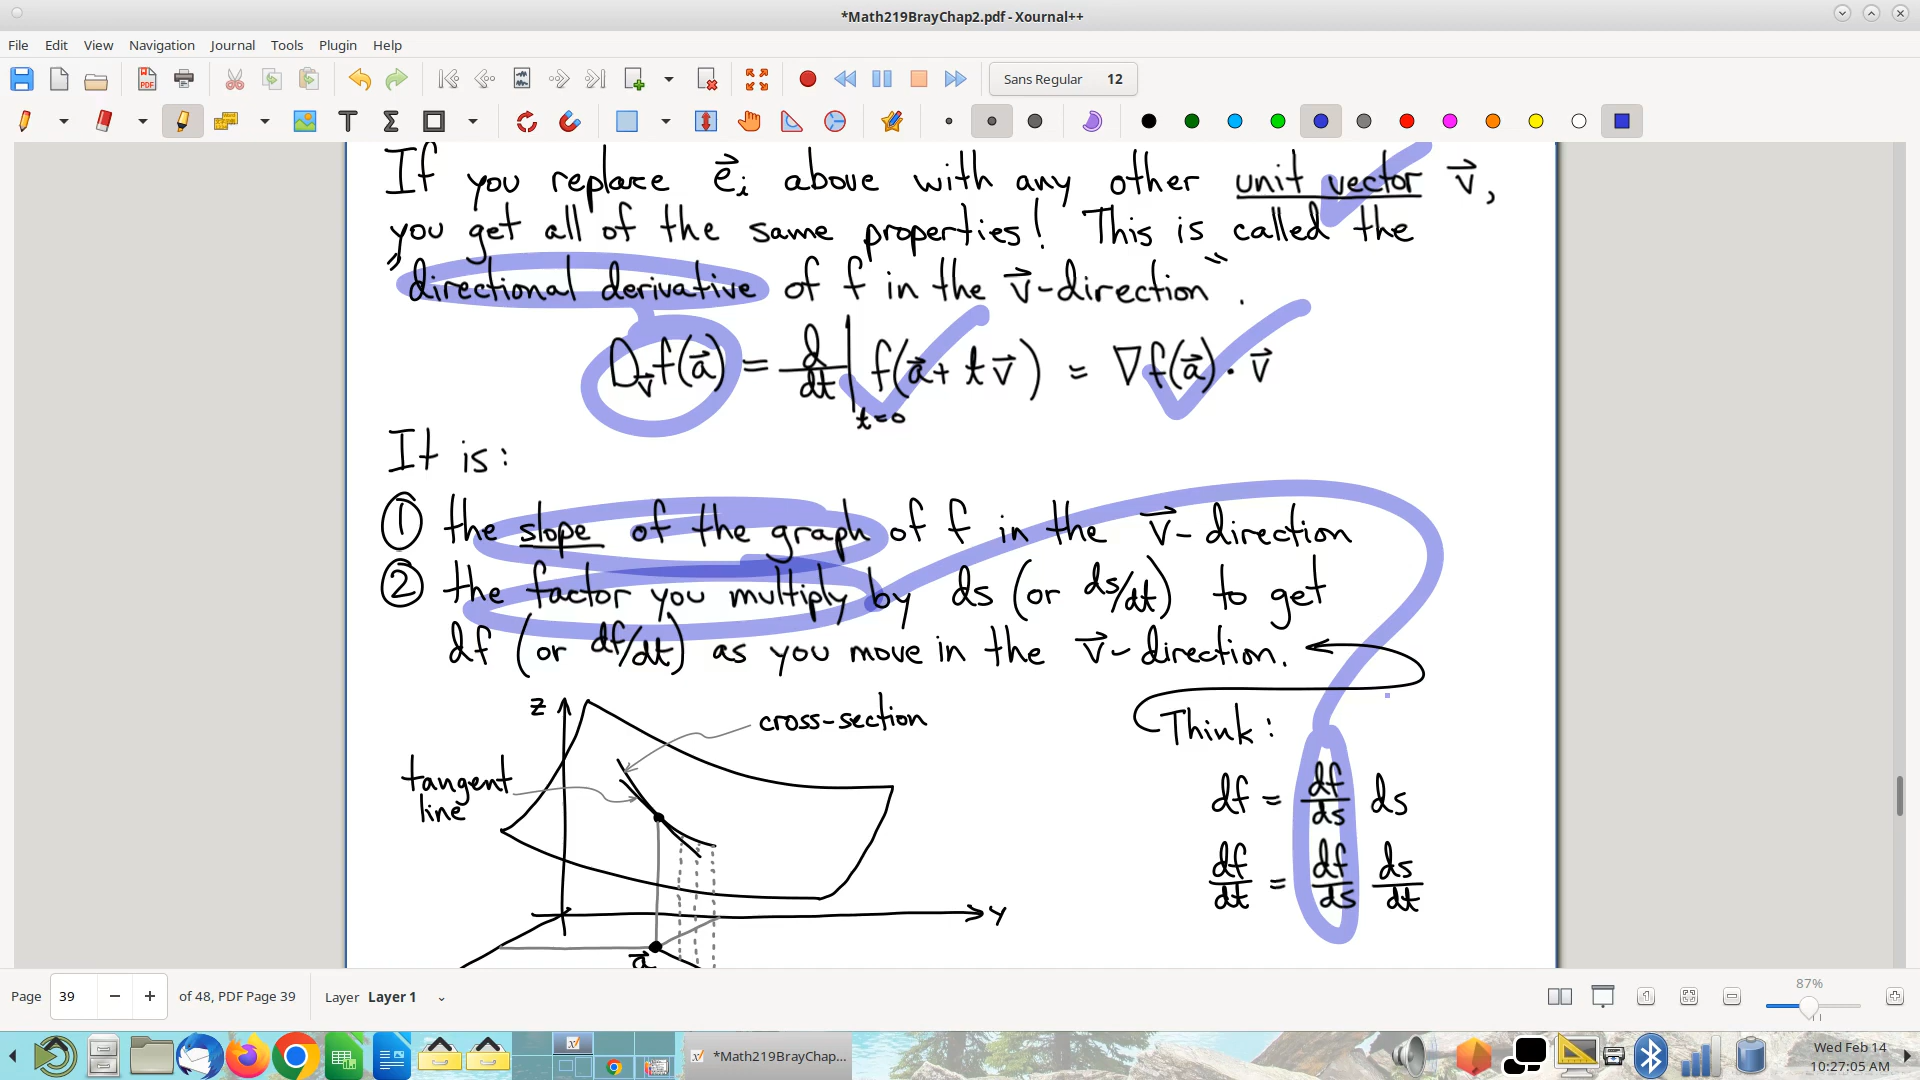 *Math219BrayChap2.pdf - Xournal++
File Edit View Navigation Journal Tools Plugin Help
Sans Regular 12
If you replace e⃗ᵢ above with any other unit vector v⃗,
you get all of the same properties! This is called the
"directional derivative of f in the v⃗-direction".
D_v⃗ f(a⃗) = d/dt|_{t=0} f(a⃗ + t v⃗) = ∇f(a⃗) · v⃗
It is:
① the slope of the graph of f in the v⃗-direction
② the factor you multiply by ds (or ds/dt) to get
df (or df/dt) as you move in the v⃗-direction.
z
cross-section
Think:
tangent
line
df = df/ds ds
df/dt = df/ds ds/dt
y
a⃗
Page 39 of 48, PDF Page 39 Layer Layer 1 87%
*Math219BrayChap...
Wed Feb 14
10:27:05 AM